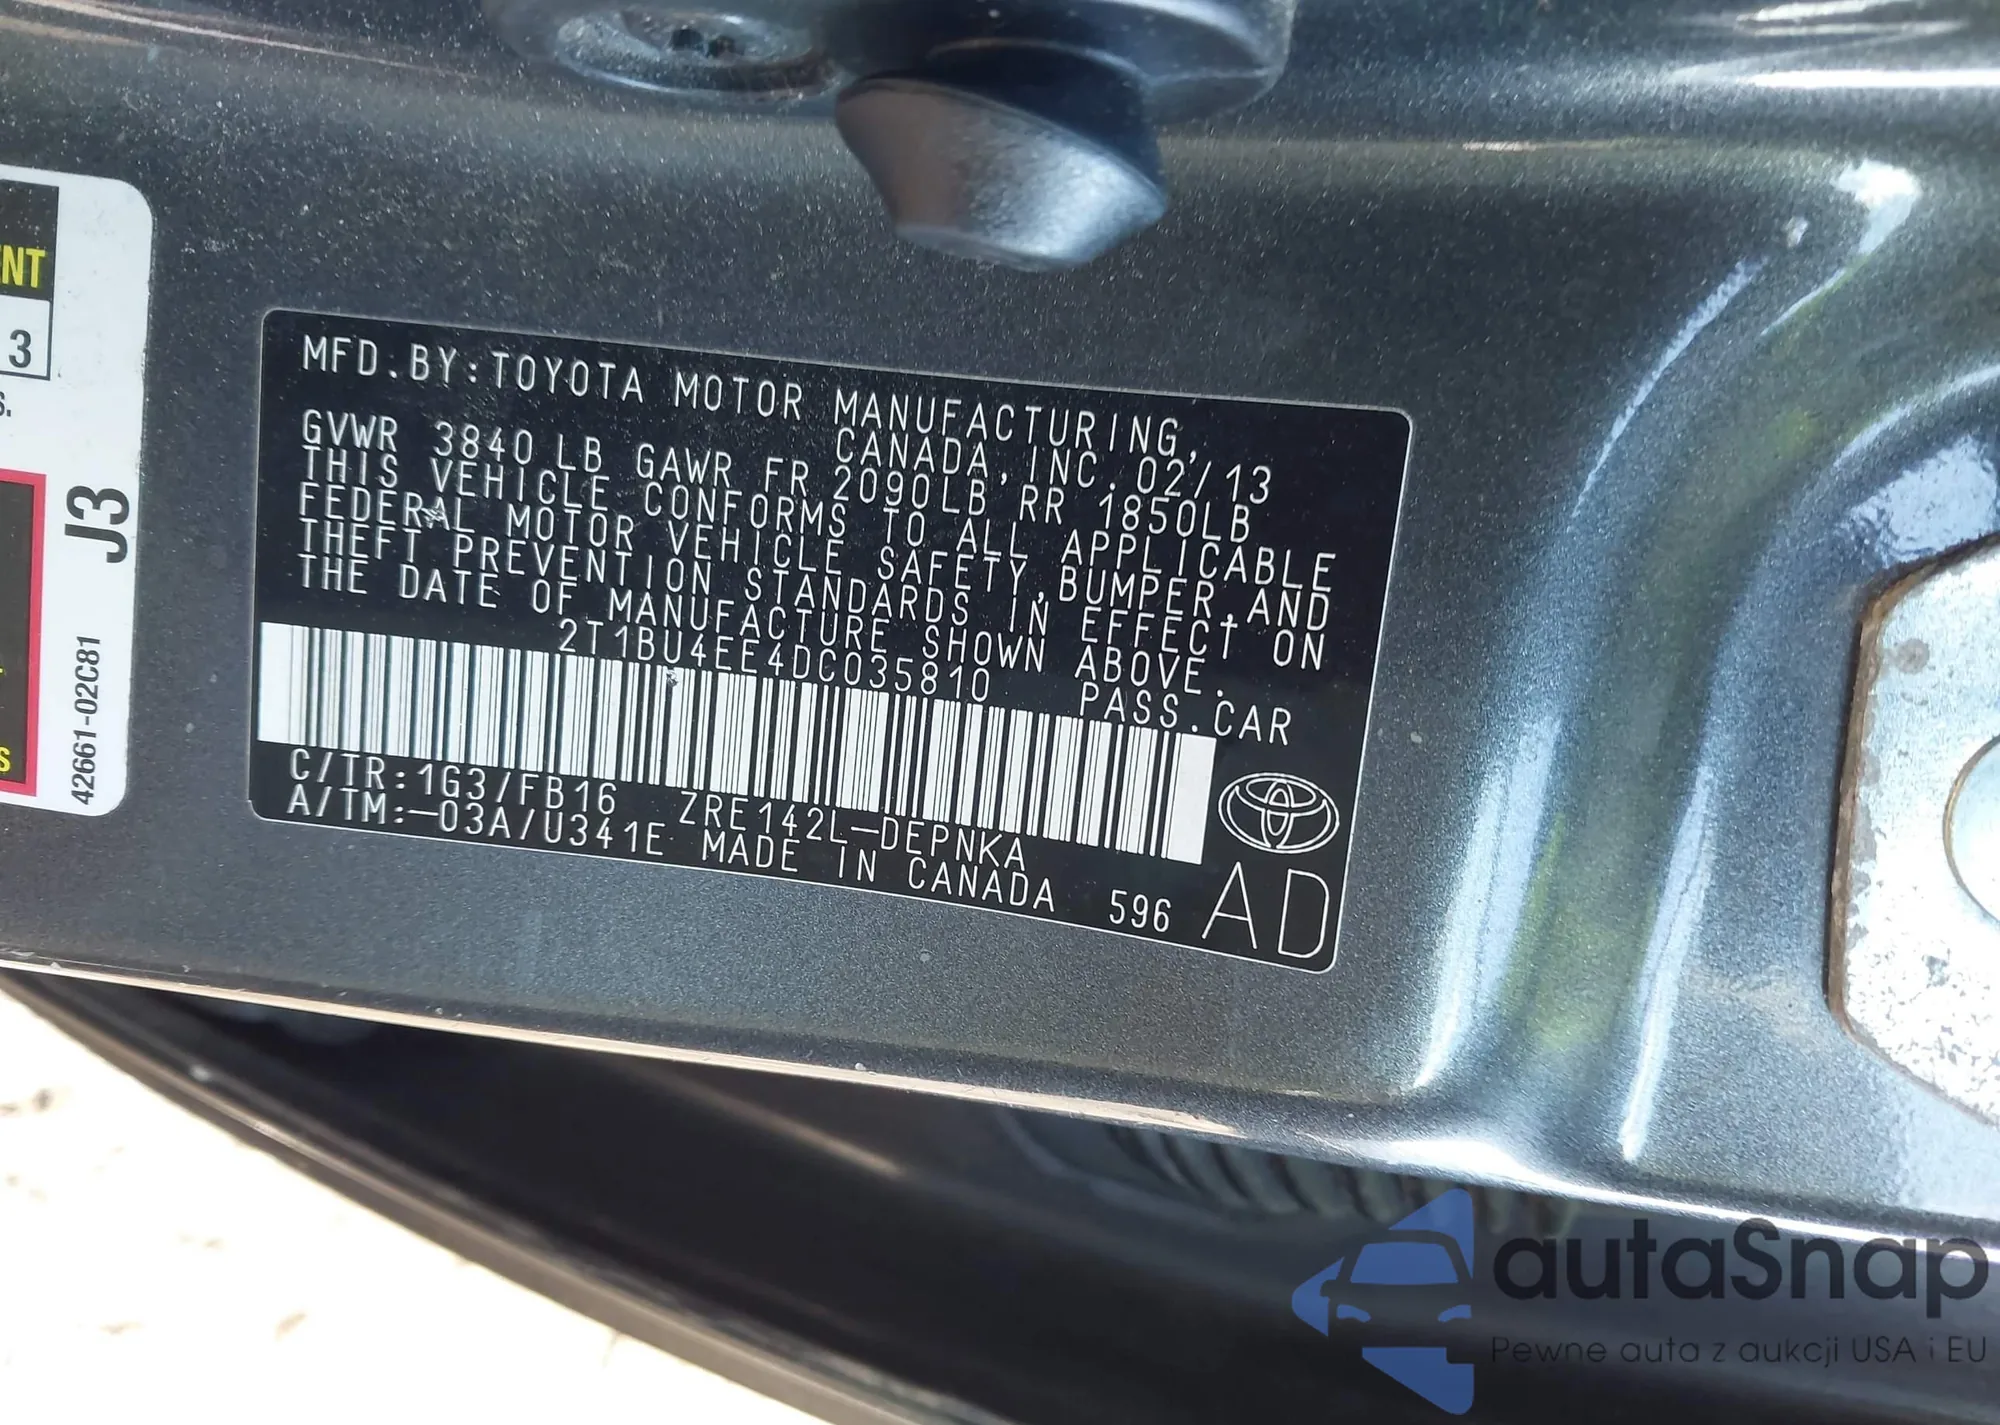 MFD.BY:TOYOTA MOTOR MANUFACTURING,
CANADA, INC. 02/13
GVWR 3840 LB GAWR FR 2090LB RR 1850LB
THIS VEHICLE CONFORMS TO ALL APPLICABLE
FEDERAL MOTOR VEHICLE SAFETY,BUMPER,AND
THEFT PREVENTION STANDARDS IN EFFECT ON
THE DATE OF MANUFACTURE SHOWN ABOVE.
2T1BU4EE4DC035810 PASS.CAR
C/TR:1G3/FB16 ZRE142L-DEPNKA
A/TM:-03A/U341E MADE IN CANADA 596 AD
3
J3
42661-02C81
autaSnap
Pewne auta z aukcji USA i EU